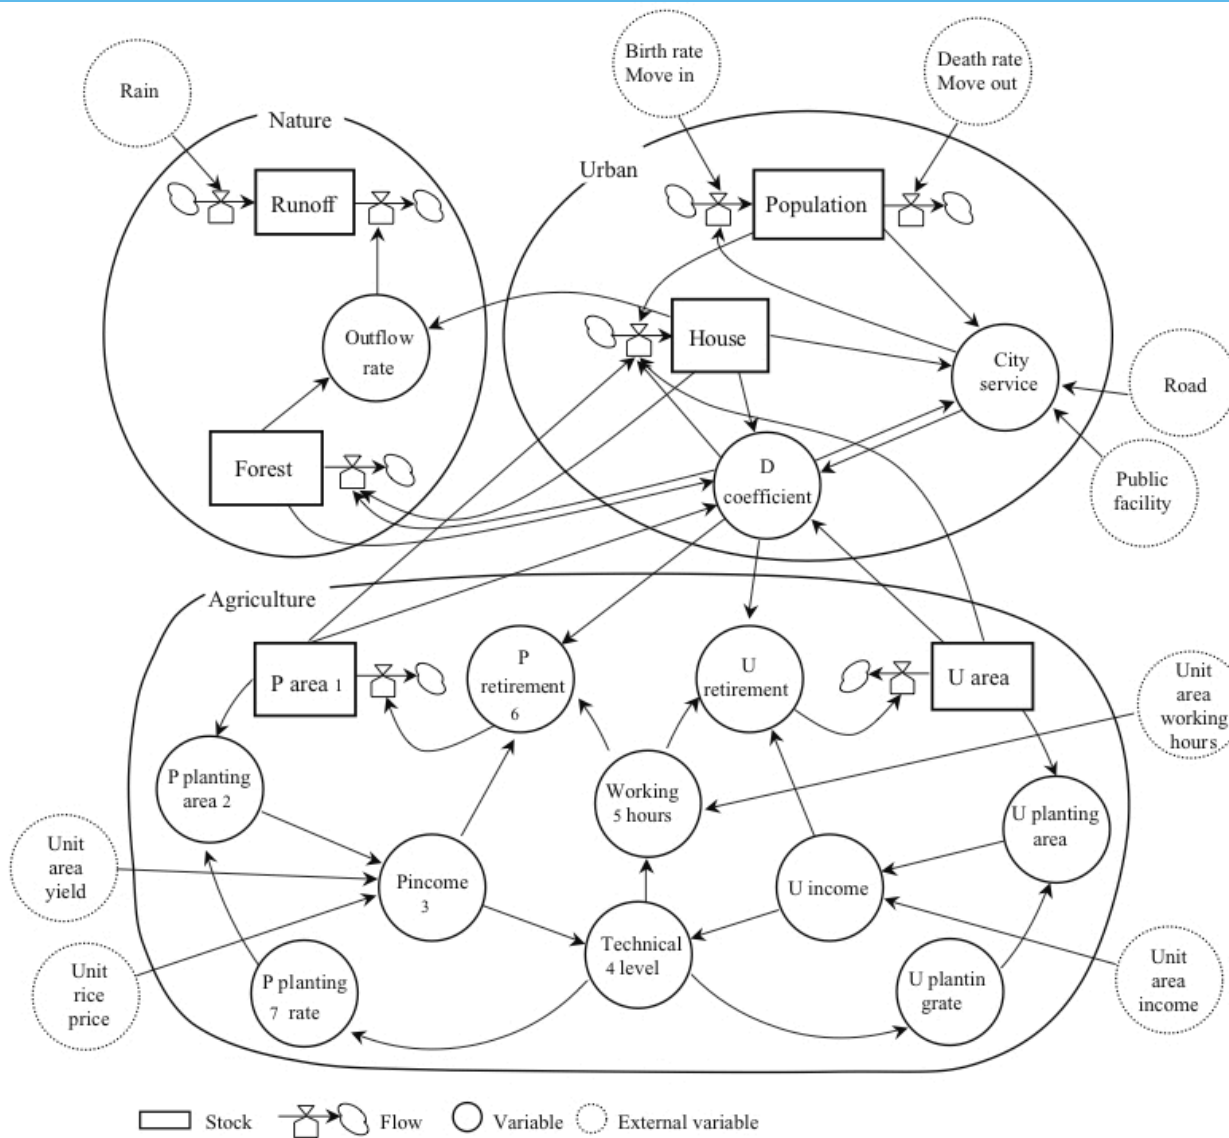 Rain
Birth rate
Move in
Death rate
Move out
Nature
Urban
Runoff
Population
Outflow
rate
House
City
service
Road
Forest
D
coefficient
Public
facility
Agriculture
P area 1
P
retirement
6
U
retirement
U area
Unit
area
working
hours
P planting
area 2
Working
5 hours
U planting
area
Unit
area
yield
Pincome
3
U income
Technical
4 level
Unit
rice
price
P planting
7 rate
U plantin
grate
Unit
area
income
Stock
Flow
Variable
External variable